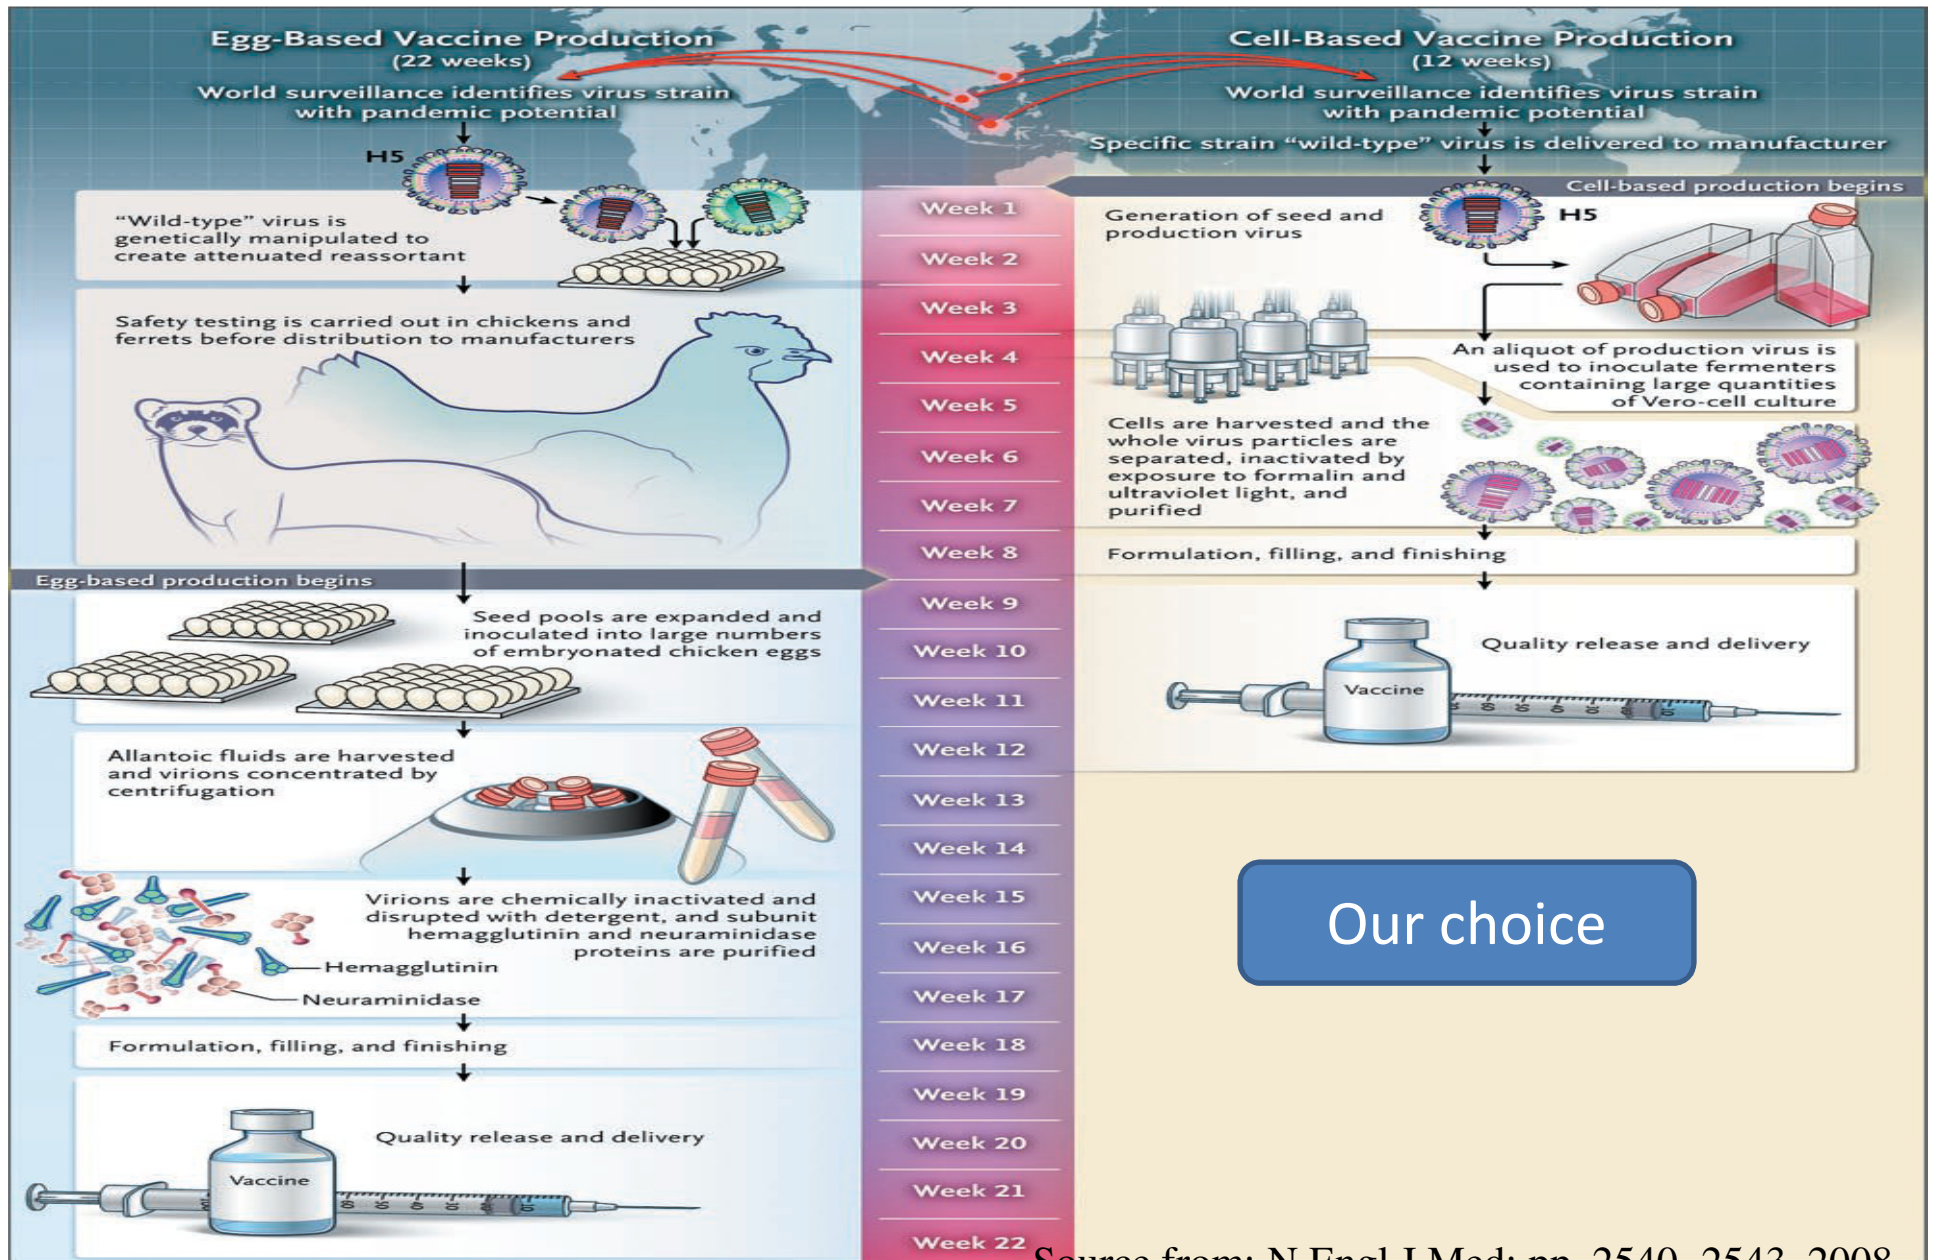 Egg-Based Vaccine Production
(22 weeks)
World surveillance identifies virus strain
with pandemic potential
H5
“Wild-type” virus is
genetically manipulated to
create attenuated reassortant
Safety testing is carried out in chickens and
ferrets before distribution to manufacturers
Egg-based production begins
Seed pools are expanded and
inoculated into large numbers
of embryonated chicken eggs
Allantoic fluids are harvested
and virions concentrated by
centrifugation
Virions are chemically inactivated and
disrupted with detergent, and subunit
hemagglutinin and neuraminidase
proteins are purified
Hemagglutinin
Neuraminidase
Formulation, filling, and finishing
Quality release and delivery
Vaccine
Week 1
Week 2
Week 3
Week 4
Week 5
Week 6
Week 7
Week 8
Week 9
Week 10
Week 11
Week 12
Week 13
Week 14
Week 15
Week 16
Week 17
Week 18
Week 19
Week 20
Week 21
Week 22
Cell-Based Vaccine Production
(12 weeks)
World surveillance identifies virus strain
with pandemic potential
Specific strain “wild-type” virus is delivered to manufacturer
Cell-based production begins
Generation of seed and
production virus
H5
An aliquot of production virus is
used to inoculate fermenters
containing large quantities
of Vero-cell culture
Cells are harvested and the
whole virus particles are
separated, inactivated by
exposure to formalin and
ultraviolet light, and
purified
Formulation, filling, and finishing
Quality release and delivery
Vaccine
Our choice
Source from: N Engl J Med: pp. 2540–2543, 2008